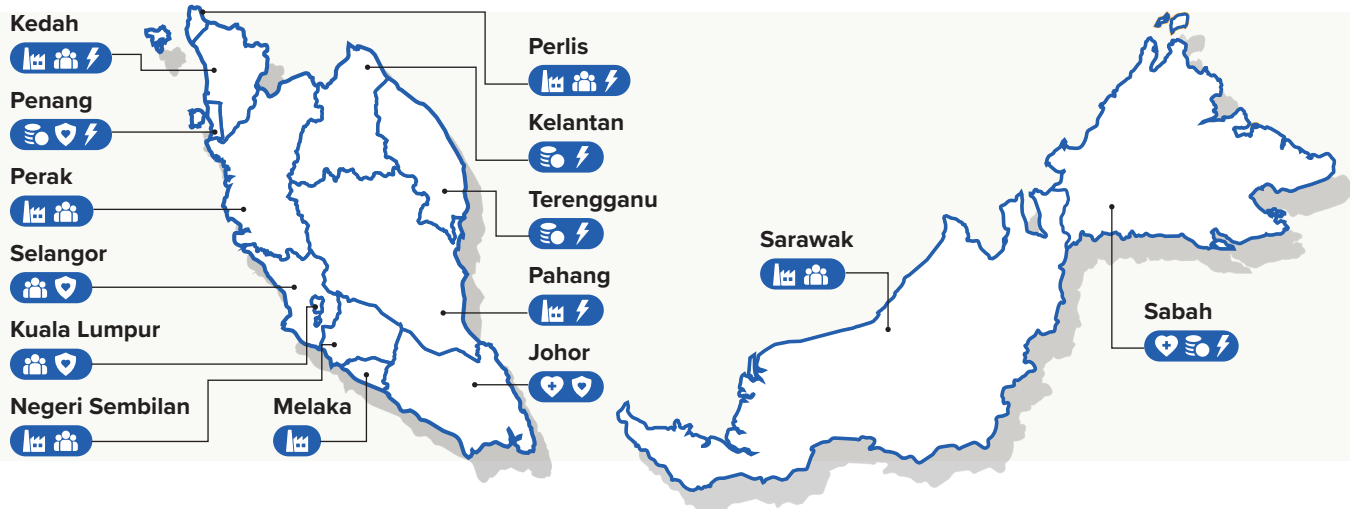 Kedah
Penang
Perak
Selangor
Kuala Lumpur
Negeri Sembilan
Melaka
Perlis
Kelantan
Terengganu
Pahang
Johor
Sarawak
Sabah